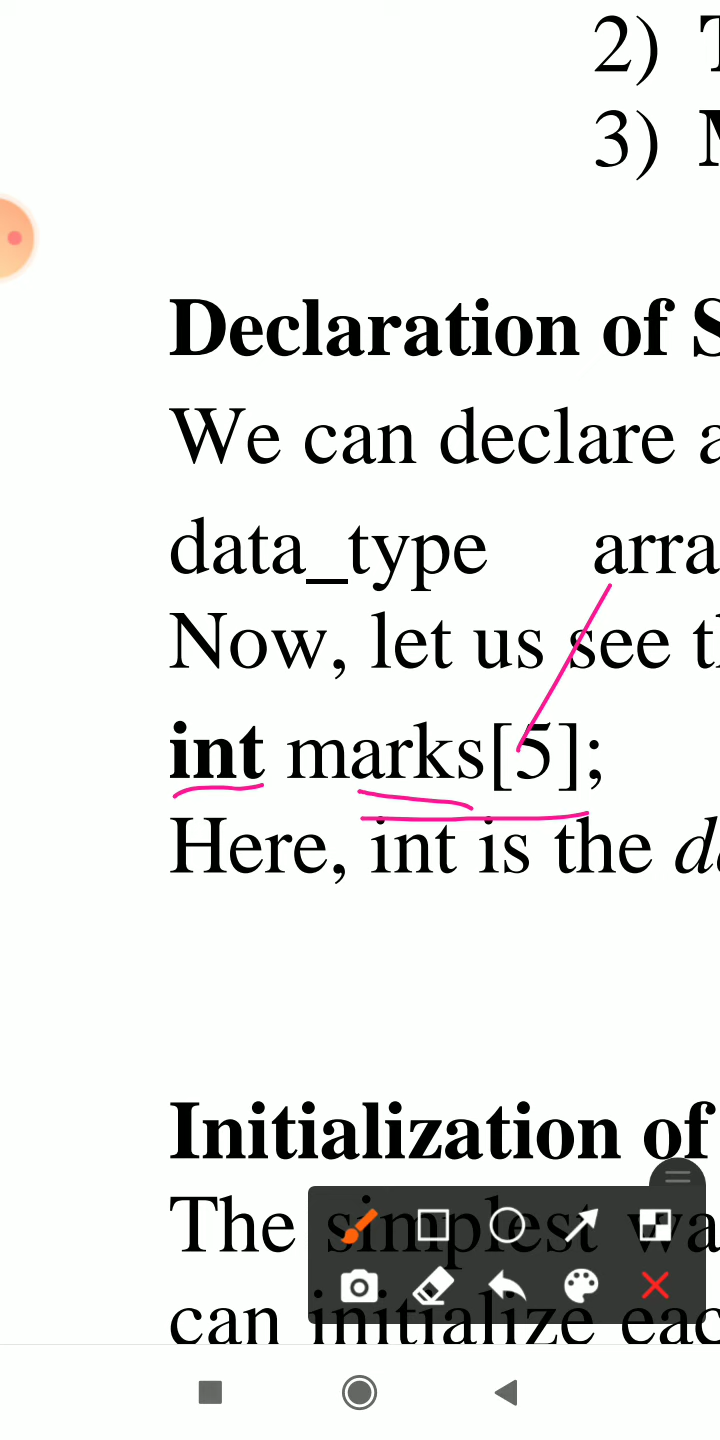 2)
3)
Declaration of
We can declare
data_type arra
Now, let us see
int marks[5];
Here, int is the
Initialization of
The simplest wa
can initialize eac